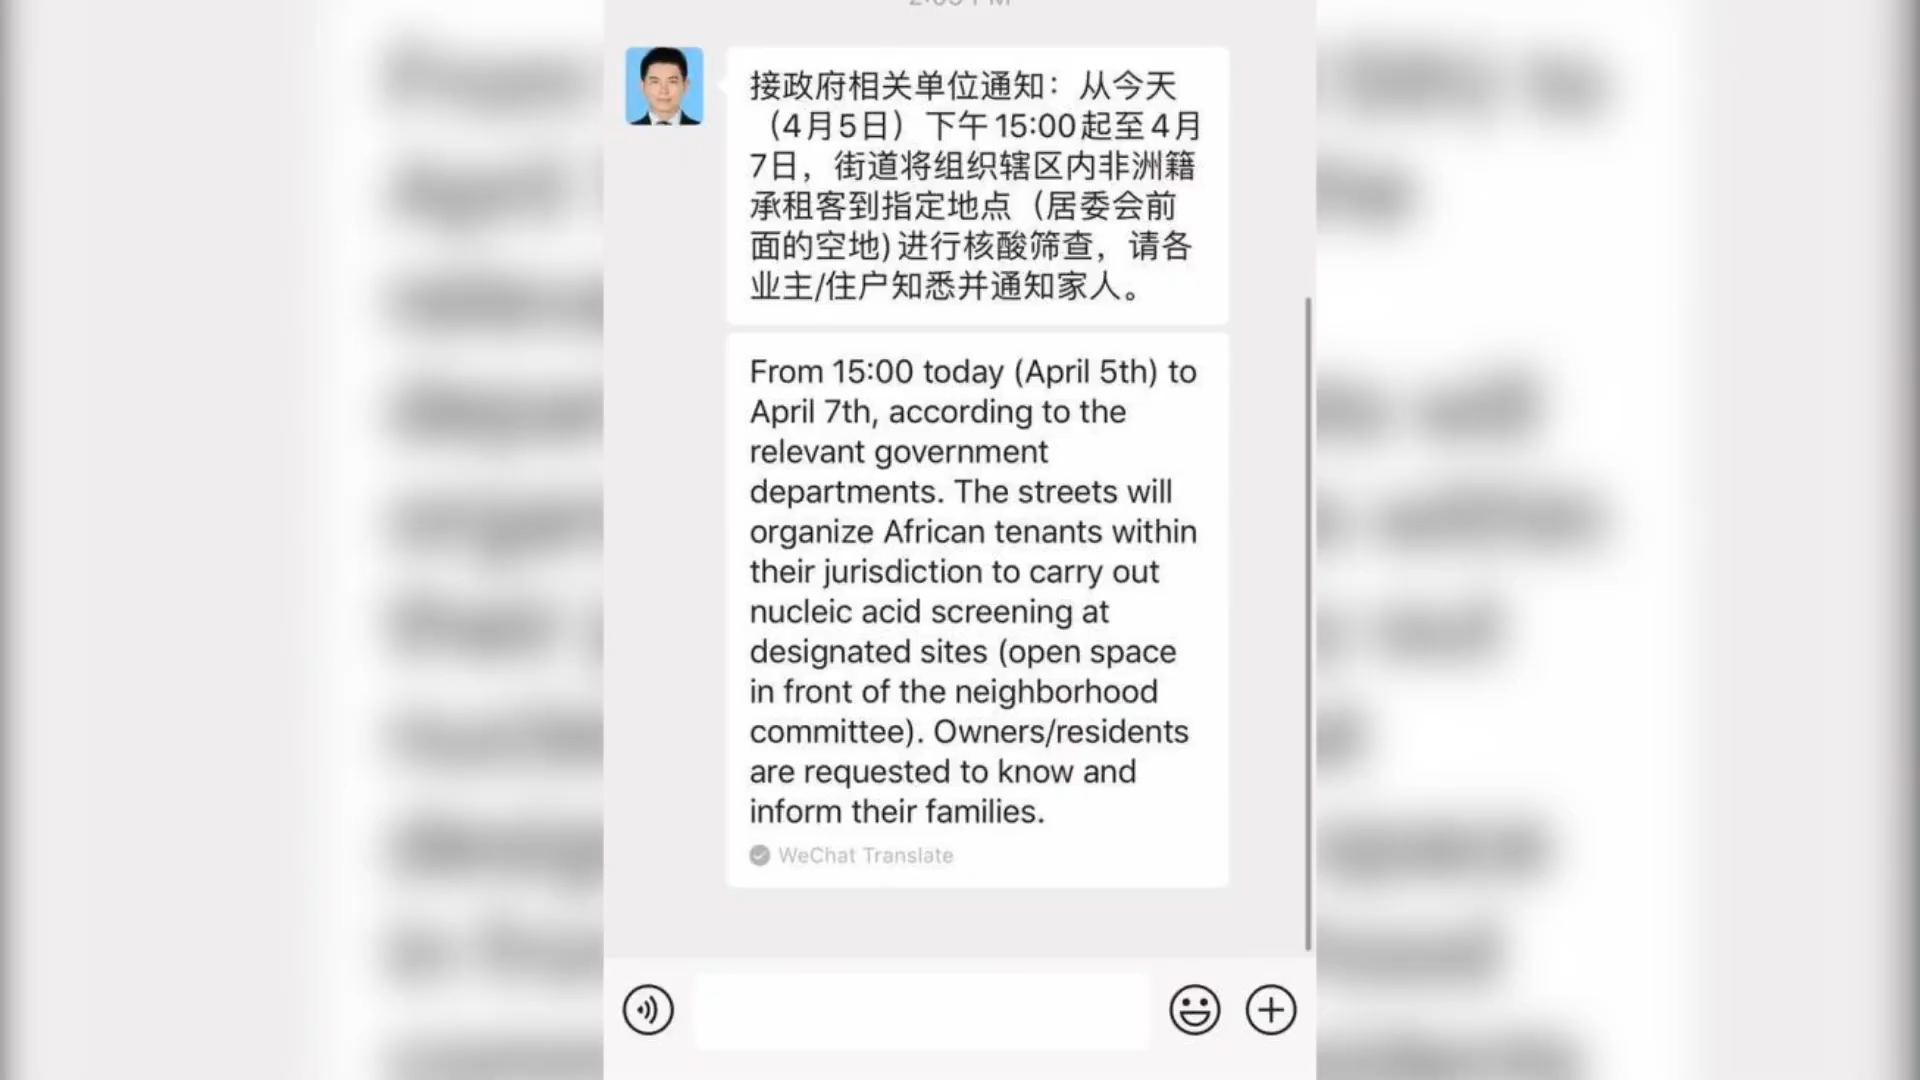 接政府相关单位通知：从今天
（4月5日）下午15:00起至4月
7日，街道将组织辖区内非洲籍
承租客到指定地点（居委会前
面的空地)进行核酸筛查，请各
业主/住户知悉并通知家人。
From 15:00 today (April 5th) to
April 7th, according to the
relevant government
departments. The streets will
organize African tenants within
their jurisdiction to carry out
nucleic acid screening at
designated sites (open space
in front of the neighborhood
committee). Owners/residents
are requested to know and
inform their families.
WeChat Translate